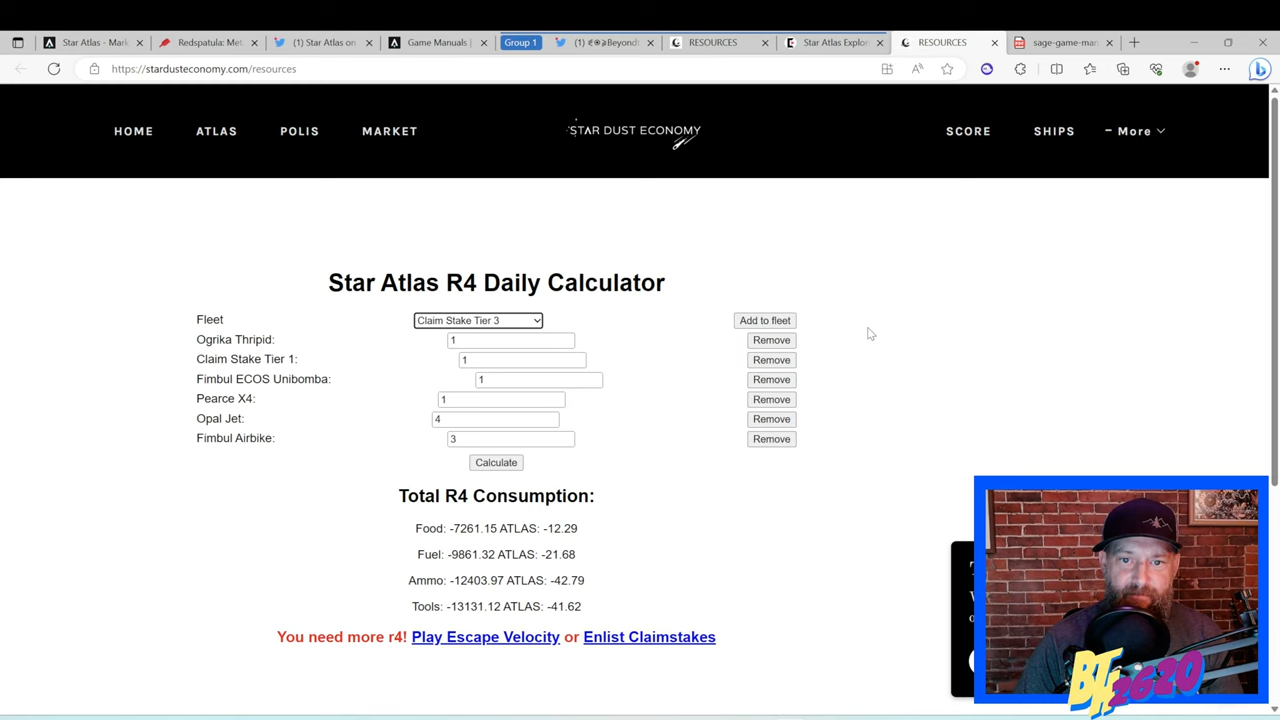 Star Atlas - Mark
Redspatula: Met
(1) Star Atlas on
Game Manuals |
Group 1
RESOURCES
Star Atlas Explo
RESOURCES
sage-game-man
https://stardusteconomy.com/resources
HOME ATLAS POLIS MARKET
STAR DUST ECONOMY
SCORE SHIPS More
Star Atlas R4 Daily Calculator
Fleet Claim Stake Tier 3 Add to fleet
Ogrika Thripid: 1 Remove
Claim Stake Tier 1: 1 Remove
Fimbul ECOS Unibomba: 1 Remove
Pearce X4: 1 Remove
Opal Jet: 4 Remove
Fimbul Airbike: 3 Remove
Calculate
Total R4 Consumption:
Food: -7261.15 ATLAS: -12.29
Fuel: -9861.32 ATLAS: -21.68
Ammo: -12403.97 ATLAS: -42.79
Tools: -13131.12 ATLAS: -41.62
You need more r4! Play Escape Velocity or Enlist Claimstakes
2620